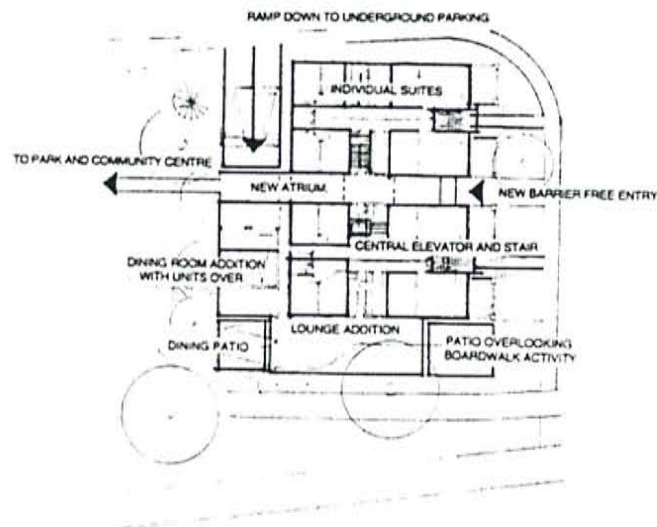 RAMP DOWN TO UNDERGROUND PARKING
INDIVIDUAL SUITES
TO PARK AND COMMUNITY CENTRE
NEW ATRIUM
NEW BARRIER FREE ENTRY
CENTRAL ELEVATOR AND STAIR
DINING ROOM ADDITION
WITH UNITS OVER
LOUNGE ADDITION
DINING PATIO
PATIO OVERLOOKING
BOARDWALK ACTIVITY